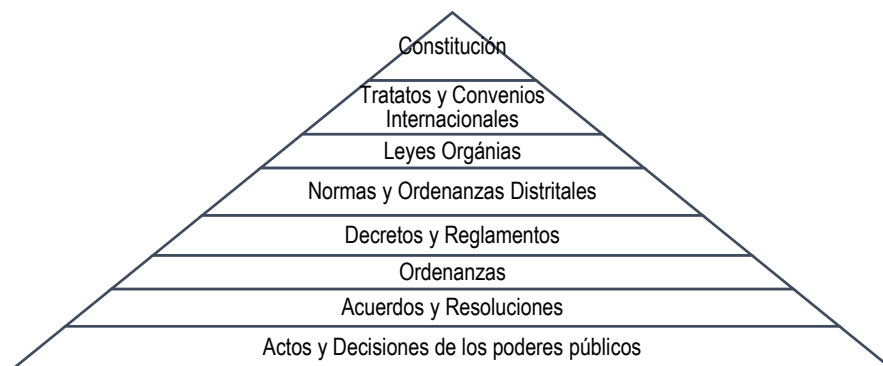 Constitución
Tratatos y Convenios
Internacionales
Leyes Orgánias
Normas y Ordenanzas Distritales
Decretos y Reglamentos
Ordenanzas
Acuerdos y Resoluciones
Actos y Decisiones de los poderes públicos